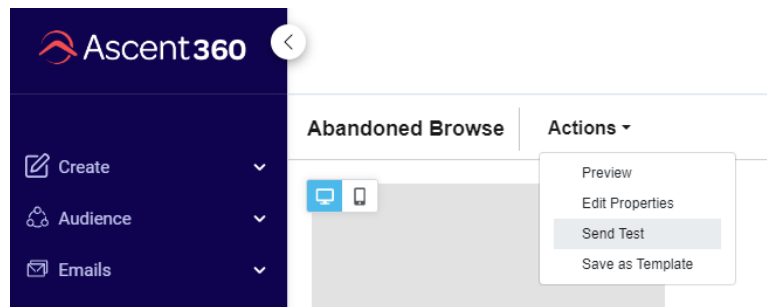 Ascent360
Abandoned Browse
Actions
Create
Preview
Edit Properties
Audience
Send Test
Emails
Save as Template